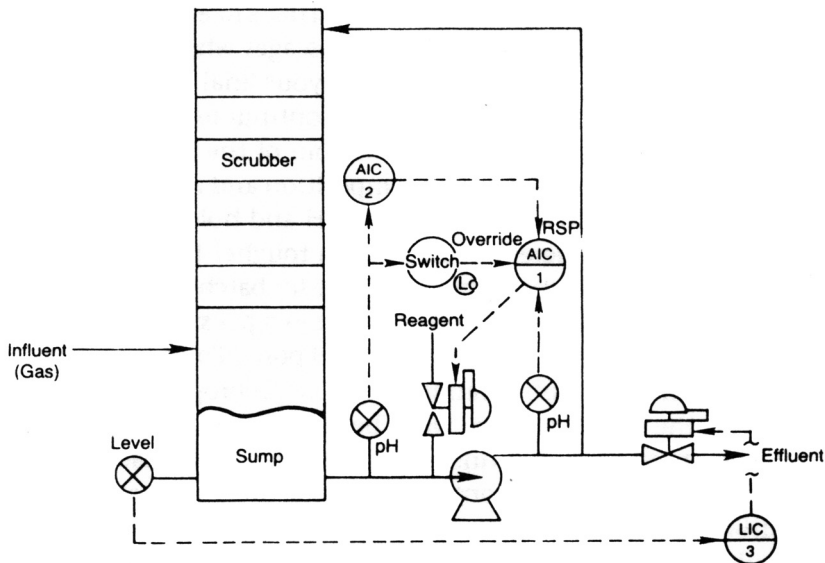 Scrubber
AIC
2
Override
RSP
Switch
Lo
AIC
1
Reagent
Influent
(Gas)
pH
pH
Level
Sump
Effluent
LIC
3